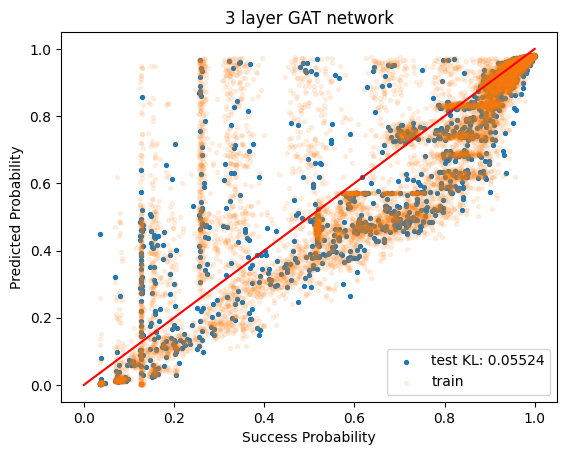 3 layer GAT network
Predicted Probability
1.0
0.8
0.6
0.4
0.2
0.0
test KL: 0.05524
train
0.0 0.2 0.4 0.6 0.8 1.0
Success Probability